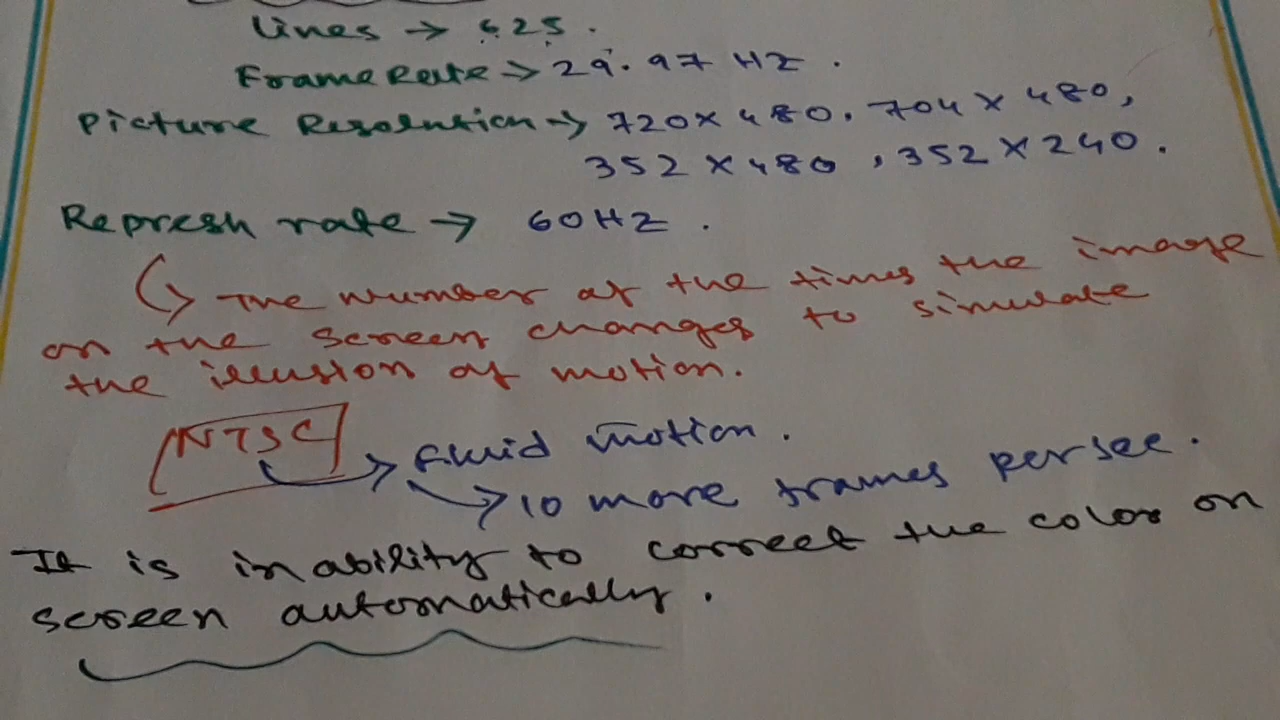 Lines → 625.
Frame Rate → 29.97 HZ.
Picture Resolution → 720 x 480, 704 x 480,
352 x 480, 352 x 240.
Represh rate → 60HZ.
↳ The number of the times the image
on the screen changes to simulate
the illusion of motion.
NTSC → fluid motion.
→ 10 more frames per sec.
It is inability to correct the color on
screen automatically.